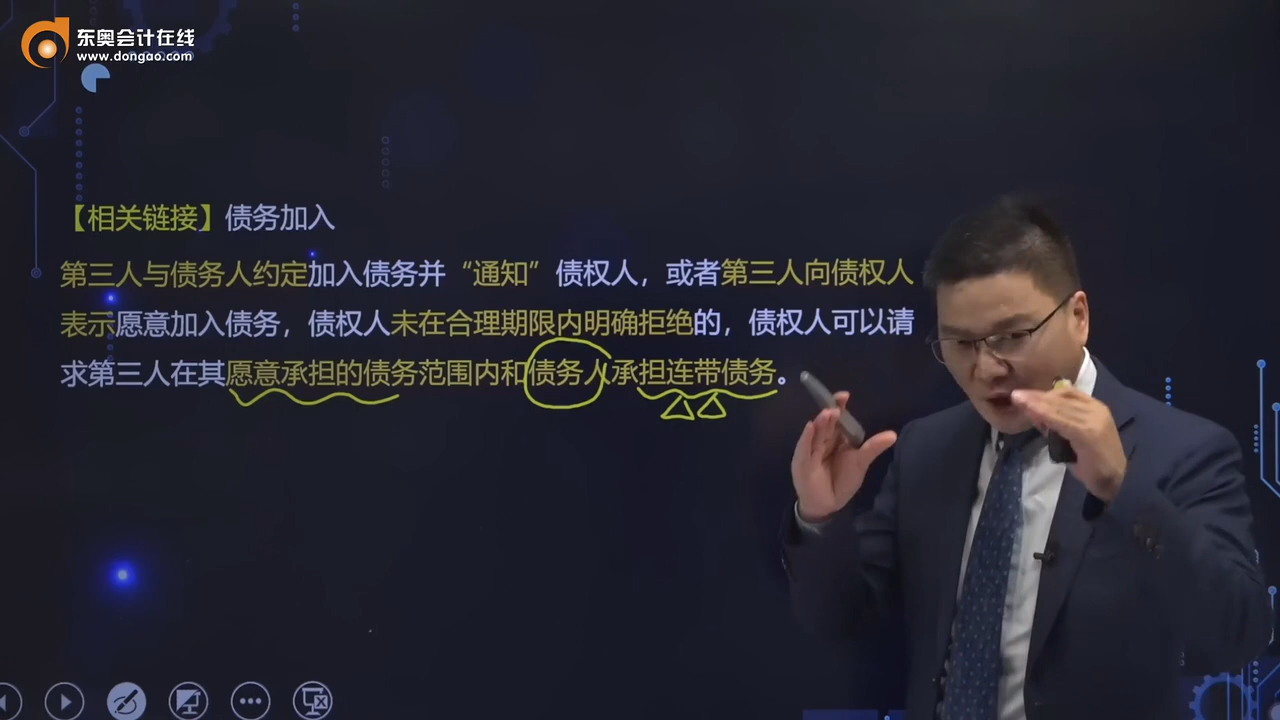 东奥会计在线
www.dongao.com
【相关链接】债务加入
第三人与债务人约定加入债务并“通知”债权人，或者第三人向债权人
表示愿意加入债务，债权人未在合理期限内明确拒绝的，债权人可以请
求第三人在其愿意承担的债务范围内和债务人承担连带债务。